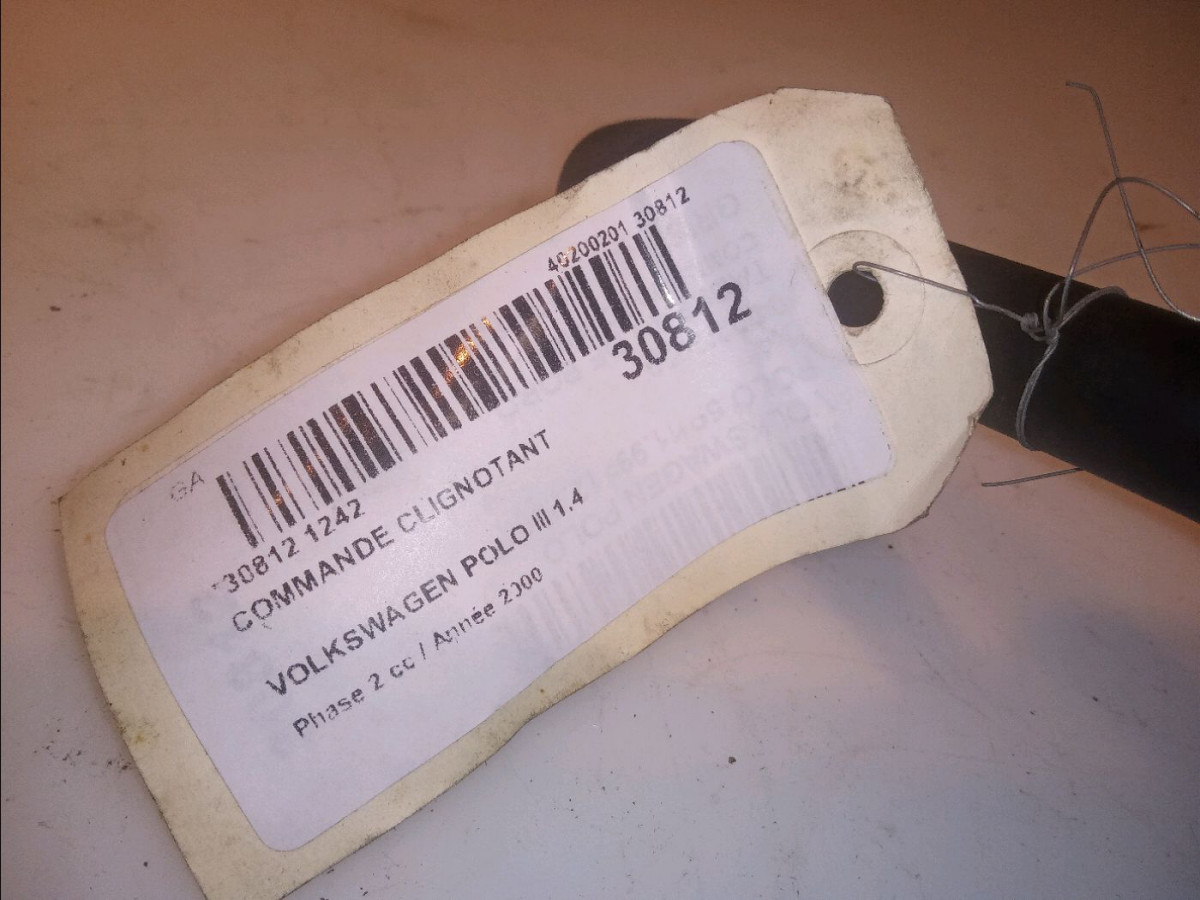 40200201 30812
30812
GA
30812 1242
COMMANDE CLIGNOTANT
VOLKSWAGEN POLO III 1.4
Phase 2 cc / Année 2000